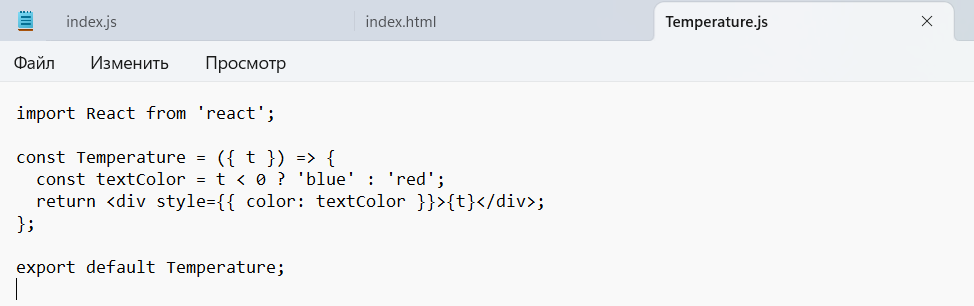 index.js index.html Temperature.js
Файл Изменить Просмотр
import React from 'react';
const Temperature = ({ t }) => {
  const textColor = t < 0 ? 'blue' : 'red';
  return <div style={{ color: textColor }}>{t}</div>;
};
export default Temperature;